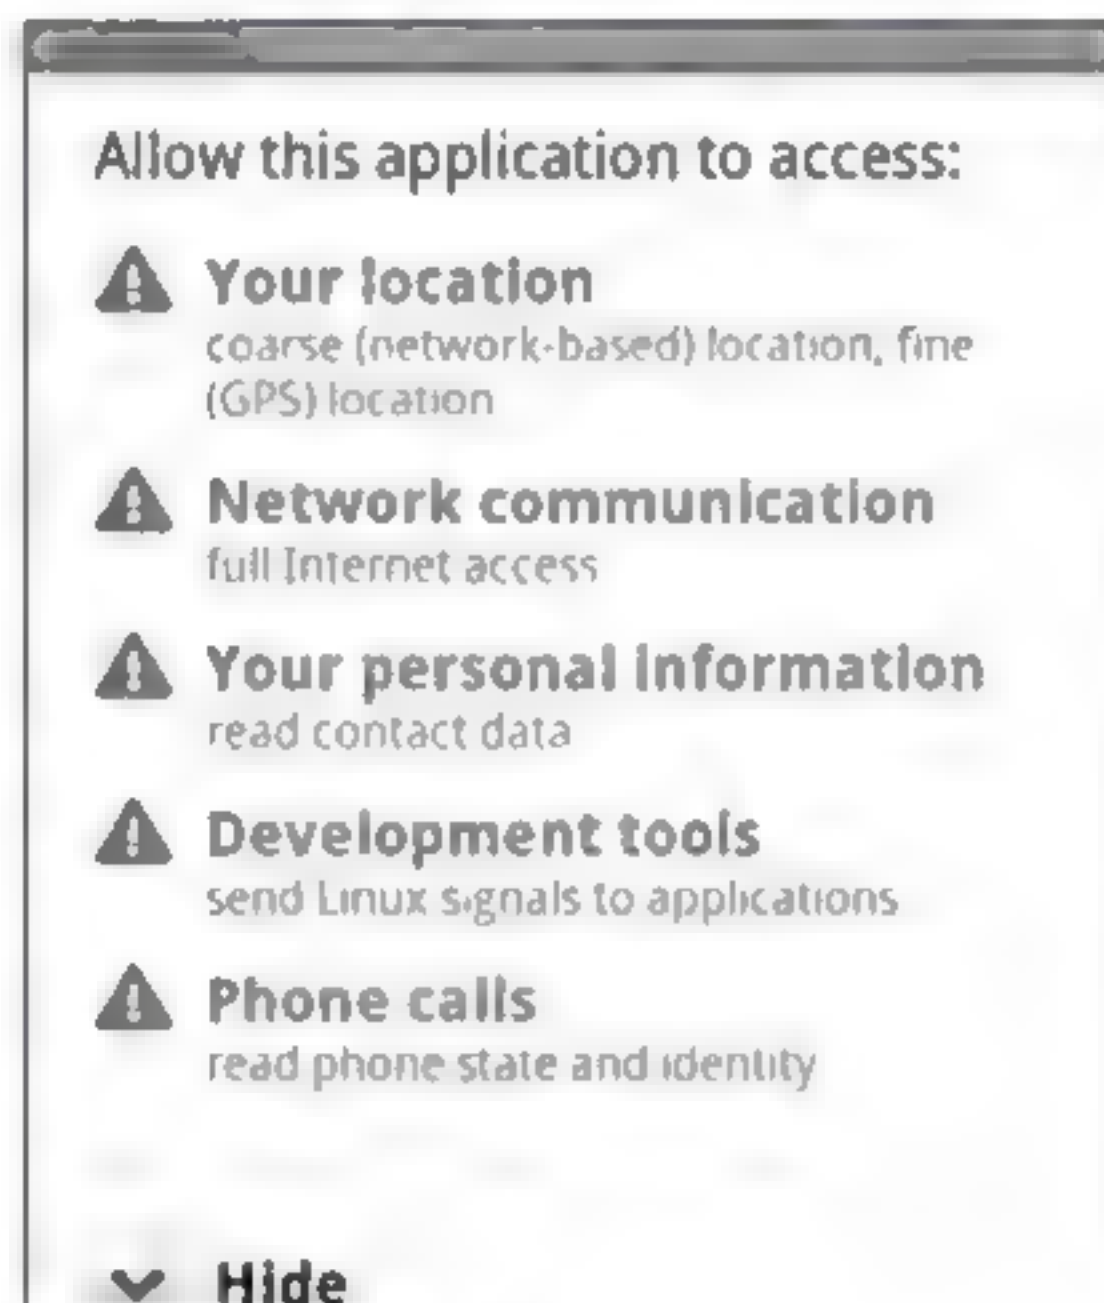 Allow this application to access:
Your location
coarse (network-based) location, fine
(GPS) location
Network communication
full Internet access
Your personal information
read contact data
Development tools
send Linux signals to applications
Phone calls
read phone state and identity
Hide